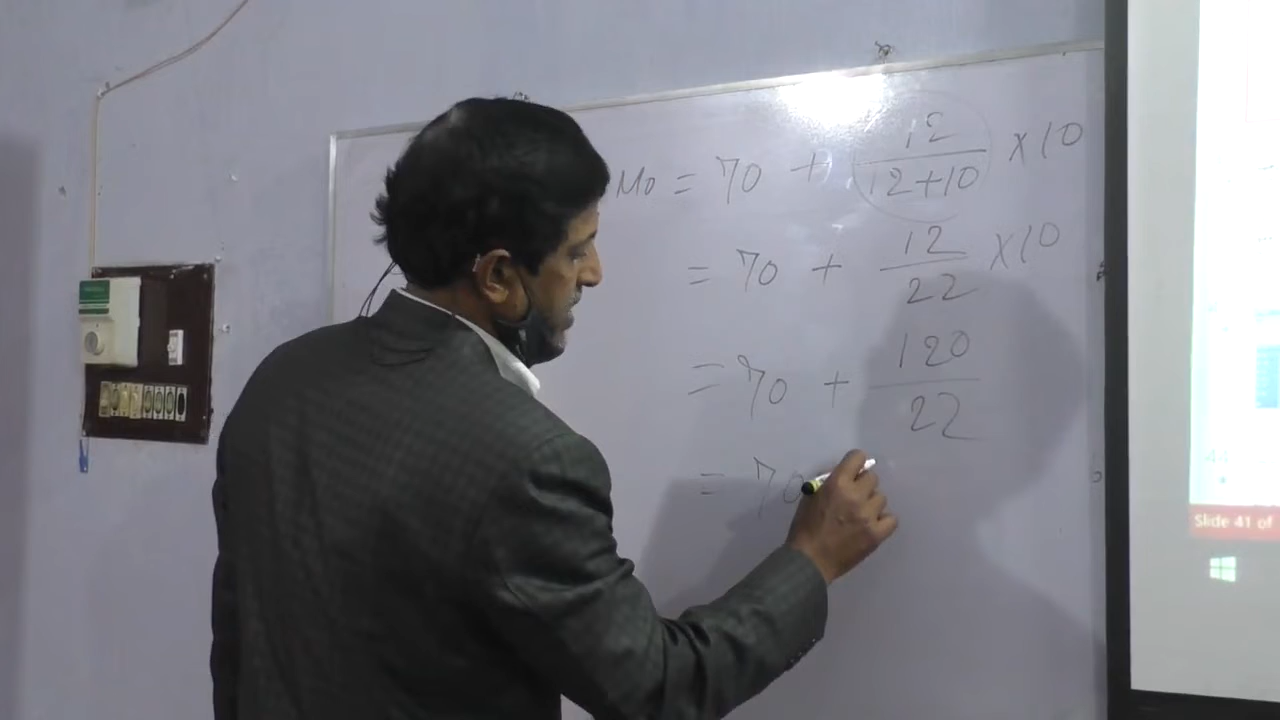 Mo = 70 + 12/(12+10) × 10
= 70 + 12/22 × 10
= 70 + 120/22
= 70
Slide 41 of